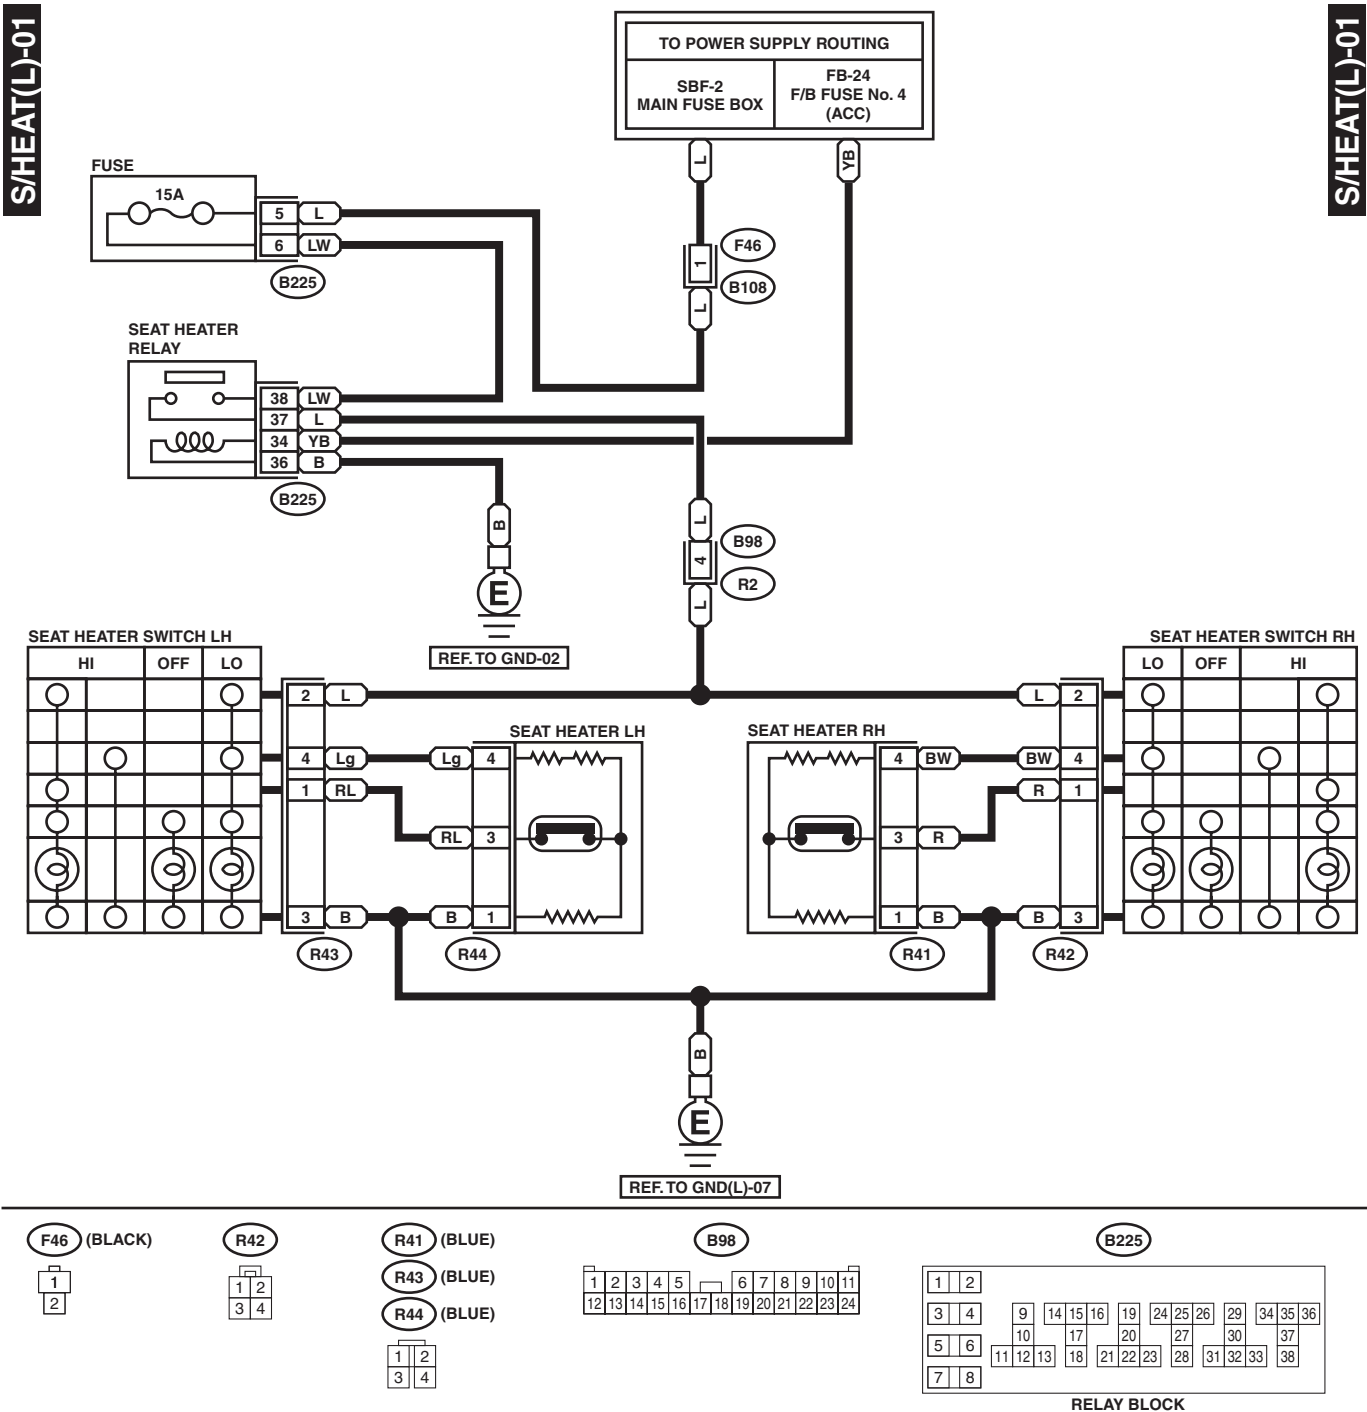 S/HEAT(L)-01
S/HEAT(L)-01
TO POWER SUPPLY ROUTING
SBF-2
MAIN FUSE BOX
FB-24
F/B FUSE No. 4
(ACC)
L
YB
FUSE
15A
5 L
6 LW
B225
F46
1
B108
L
SEAT HEATER
RELAY
38 LW
37 L
34 YB
36 B
B225
B
E
REF. TO GND-02
L
B98
4
R2
L
SEAT HEATER SWITCH LH
HI OFF LO
2 L
4 Lg
1 RL
3 B
R43
SEAT HEATER LH
Lg 4
RL 3
B 1
R44
SEAT HEATER RH
4 BW
3 R
1 B
R41
SEAT HEATER SWITCH RH
LO OFF HI
L 2
BW 4
R 1
B 3
R42
B
E
REF. TO GND(L)-07
F46 (BLACK)
1
2
R42
1 2
3 4
R41 (BLUE)
R43 (BLUE)
R44 (BLUE)
1 2
3 4
B98
1 2 3 4 5 6 7 8 9 10 11
12 13 14 15 16 17 18 19 20 21 22 23 24
B225
1 2
3 4 9 14 15 16 19 24 25 26 29 34 35 36
5 6 10 17 20 27 30 37
11 12 13 18 21 22 23 28 31 32 33 38
7 8
RELAY BLOCK